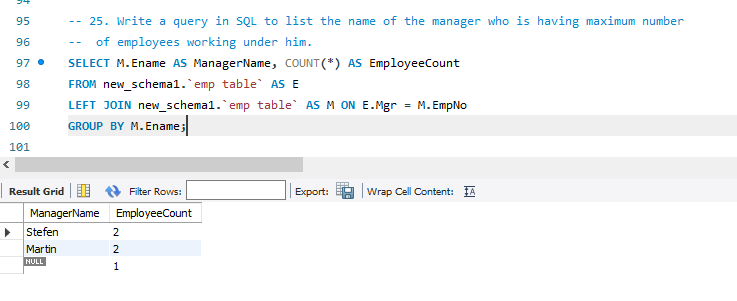 94
95 -- 25. Write a query in SQL to list the name of the manager who is having maximum number
96 -- of employees working under him.
97 SELECT M.Ename AS ManagerName, COUNT(*) AS EmployeeCount
98 FROM new_schema1.`emp table` AS E
99 LEFT JOIN new_schema1.`emp table` AS M ON E.Mgr = M.EmpNo
100 GROUP BY M.Ename;
101
Result Grid Filter Rows: Export: Wrap Cell Content:
ManagerName EmployeeCount
Stefen 2
Martin 2
NULL 1